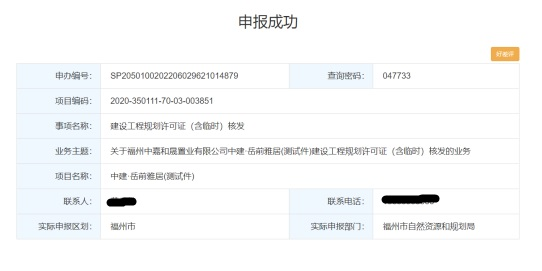 申报成功
好差评
申办编号： SP2050100202206029621014879 查询密码： 047733
项目编码： 2020-350111-70-03-003851
事项名称： 建设工程规划许可证（含临时）核发
业务主题： 关于福州中嘉和晟置业有限公司中建·岳前雅居(测试件)建设工程规划许可证（含临时）核发的业务
项目名称： 中建·岳前雅居(测试件)
联系人： 联系电话：
实际申报区划： 福州市 实际申报部门： 福州市自然资源和规划局